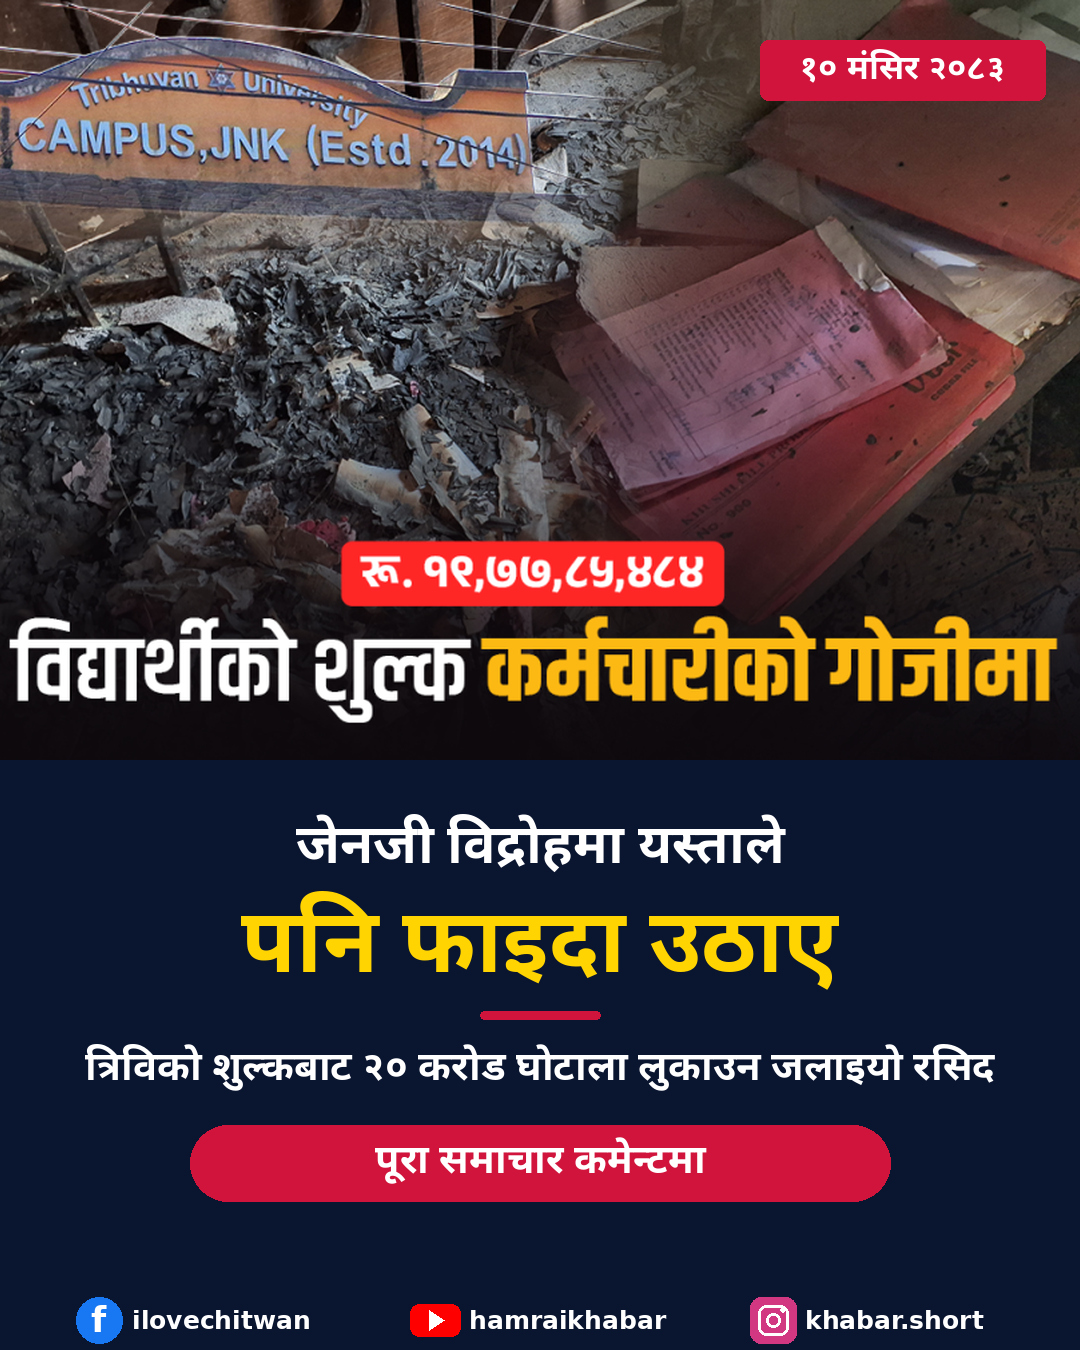 Tribhuvan University
CAMPUS,JNK (Estd.2014)
१० मंसिर २०८३
रू. १९,७७,८५,४८४
विद्यार्थीको शुल्क कर्मचारीको गोजीमा
जेनजी विद्रोहमा यस्ताले
पनि फाइदा उठाए
त्रिविको शुल्कबाट २० करोड घोटाला लुकाउन जलाइयो रसिद
पूरा समाचार कमेन्टमा
ilovechitwan
hamraikhabar
khabar.short